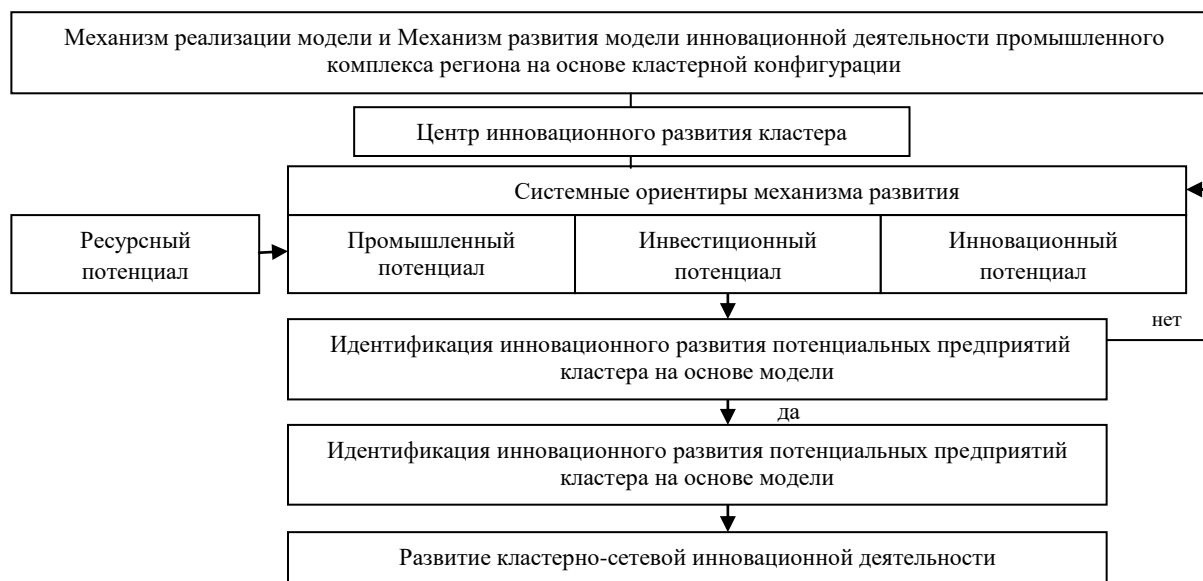 Механизм реализации модели и Механизм развития модели инновационной деятельности промышленного
комплекса региона на основе кластерной конфигурации
Центр инновационного развития кластера
Системные ориентиры механизма развития
Ресурсный
потенциал
Промышленный
потенциал
Инвестиционный
потенциал
Инновационный
потенциал
нет
Идентификация инновационного развития потенциальных предприятий
кластера на основе модели
да
Идентификация инновационного развития потенциальных предприятий
кластера на основе модели
Развитие кластерно-сетевой инновационной деятельности